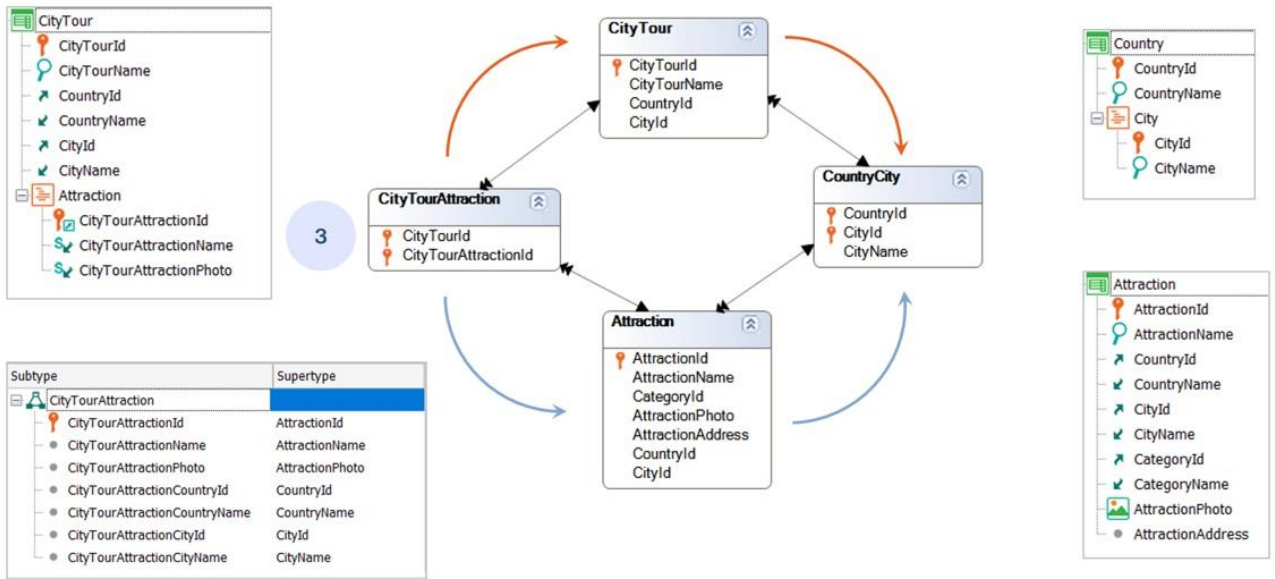 CityTour
CityTourId
CityTourName
CountryId
CountryName
CityId
CityName
Attraction
CityTourAttractionId
CityTourAttractionName
CityTourAttractionPhoto
Subtype Supertype
CityTourAttraction
CityTourAttractionId AttractionId
CityTourAttractionName AttractionName
CityTourAttractionPhoto AttractionPhoto
CityTourAttractionCountryId CountryId
CityTourAttractionCountryName CountryName
CityTourAttractionCityId CityId
CityTourAttractionCityName CityName
3
CityTour
CityTourId
CityTourName
CountryId
CityId
CityTourAttraction
CityTourId
CityTourAttractionId
CountryCity
CountryId
CityId
CityName
Attraction
AttractionId
AttractionName
CategoryId
AttractionPhoto
AttractionAddress
CountryId
CityId
Country
CountryId
CountryName
City
CityId
CityName
Attraction
AttractionId
AttractionName
CountryId
CountryName
CityId
CityName
CategoryId
CategoryName
AttractionPhoto
AttractionAddress